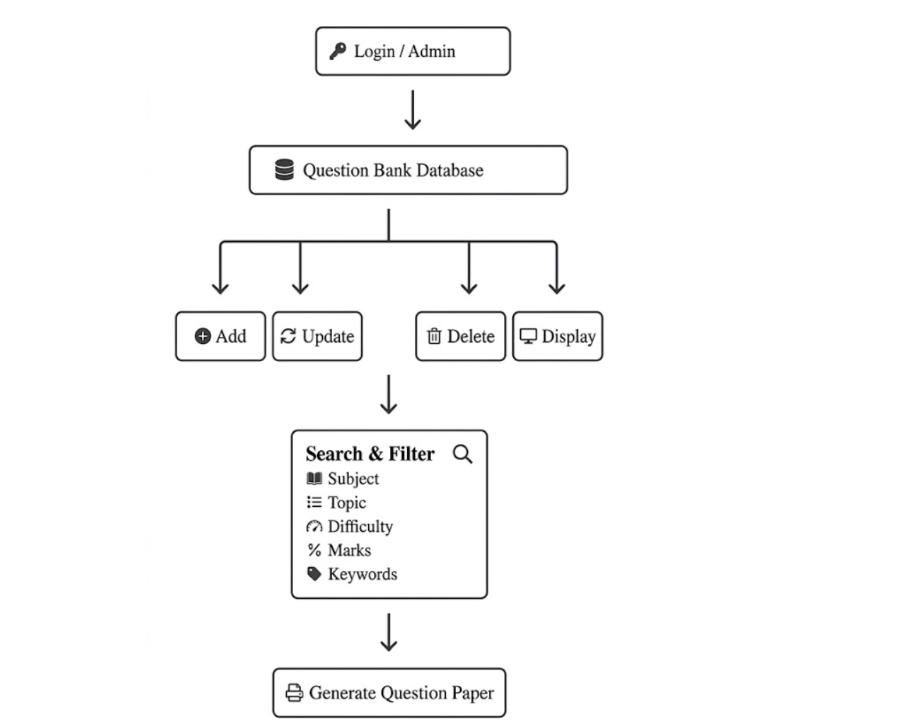 Login / Admin
Question Bank Database
Add
Update
Delete
Display
Search & Filter
Subject
Topic
Difficulty
% Marks
Keywords
Generate Question Paper